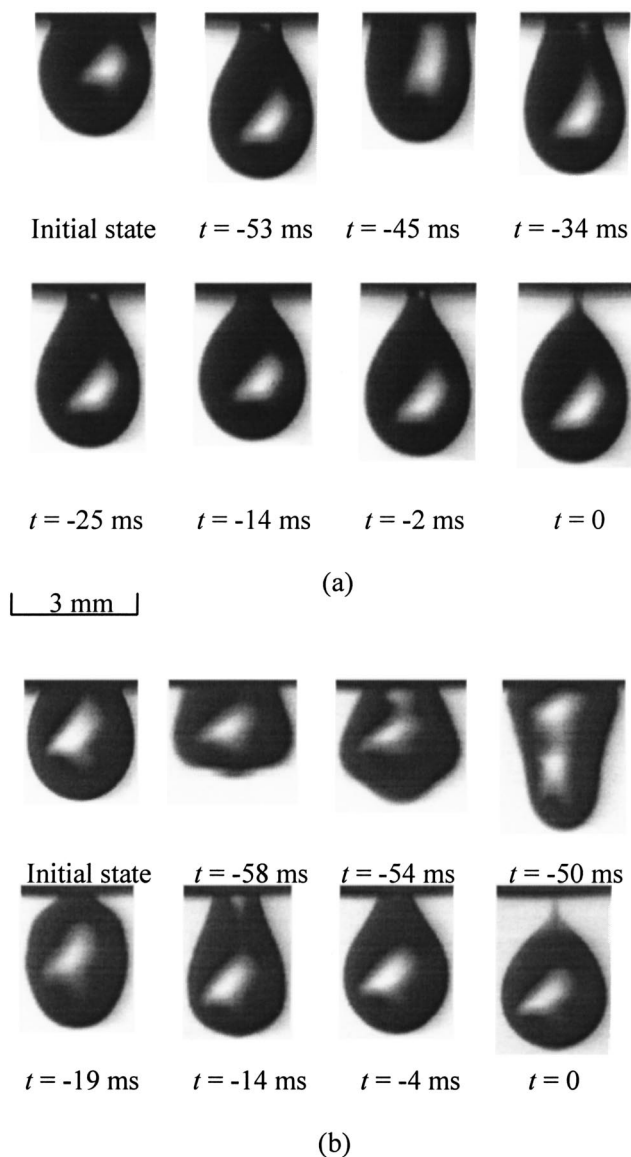 Initial state t = -53 ms t = -45 ms t = -34 ms
t = -25 ms t = -14 ms t = -2 ms t = 0
(a)
3 mm
Initial state t = -58 ms t = -54 ms t = -50 ms
t = -19 ms t = -14 ms t = -4 ms t = 0
(b)